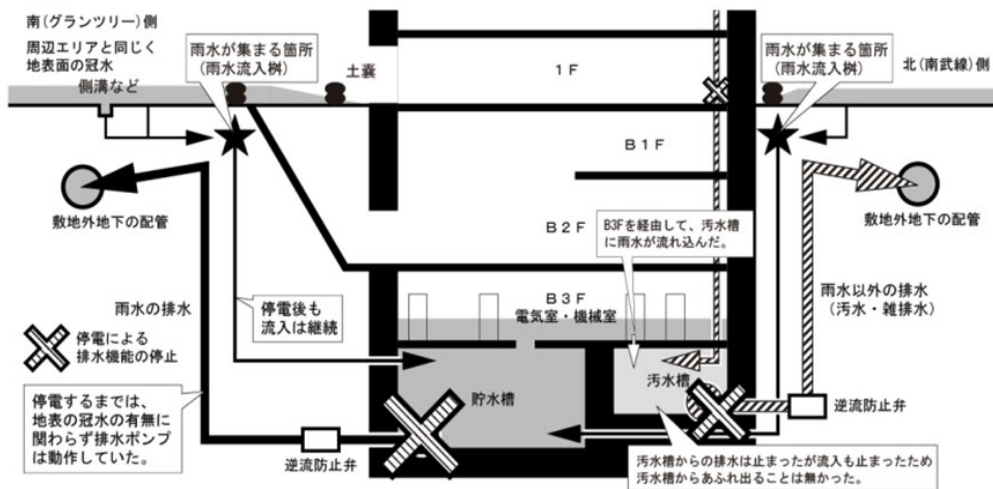 南（グランツリー）側
周辺エリアと同じく
地表面の冠水
側溝など
雨水が集まる箇所
（雨水流入桝）
土嚢
１Ｆ
雨水が集まる箇所
（雨水流入桝）
北（南武線）側
Ｂ１Ｆ
敷地外地下の配管
敷地外地下の配管
Ｂ２Ｆ
B3Fを経由して、汚水槽
に雨水が流れ込んだ。
雨水の排水
停電後も
流入は継続
Ｂ３Ｆ
電気室・機械室
雨水以外の排水
（汚水・雑排水）
停電による
排水機能の停止
貯水槽
汚水槽
停電するまでは、
地表の冠水の有無に
関わらず排水ポンプ
は動作していた。
逆流防止弁
逆流防止弁
汚水槽からの排水は止まったが流入も止まったため
汚水槽からあふれ出ることは無かった。